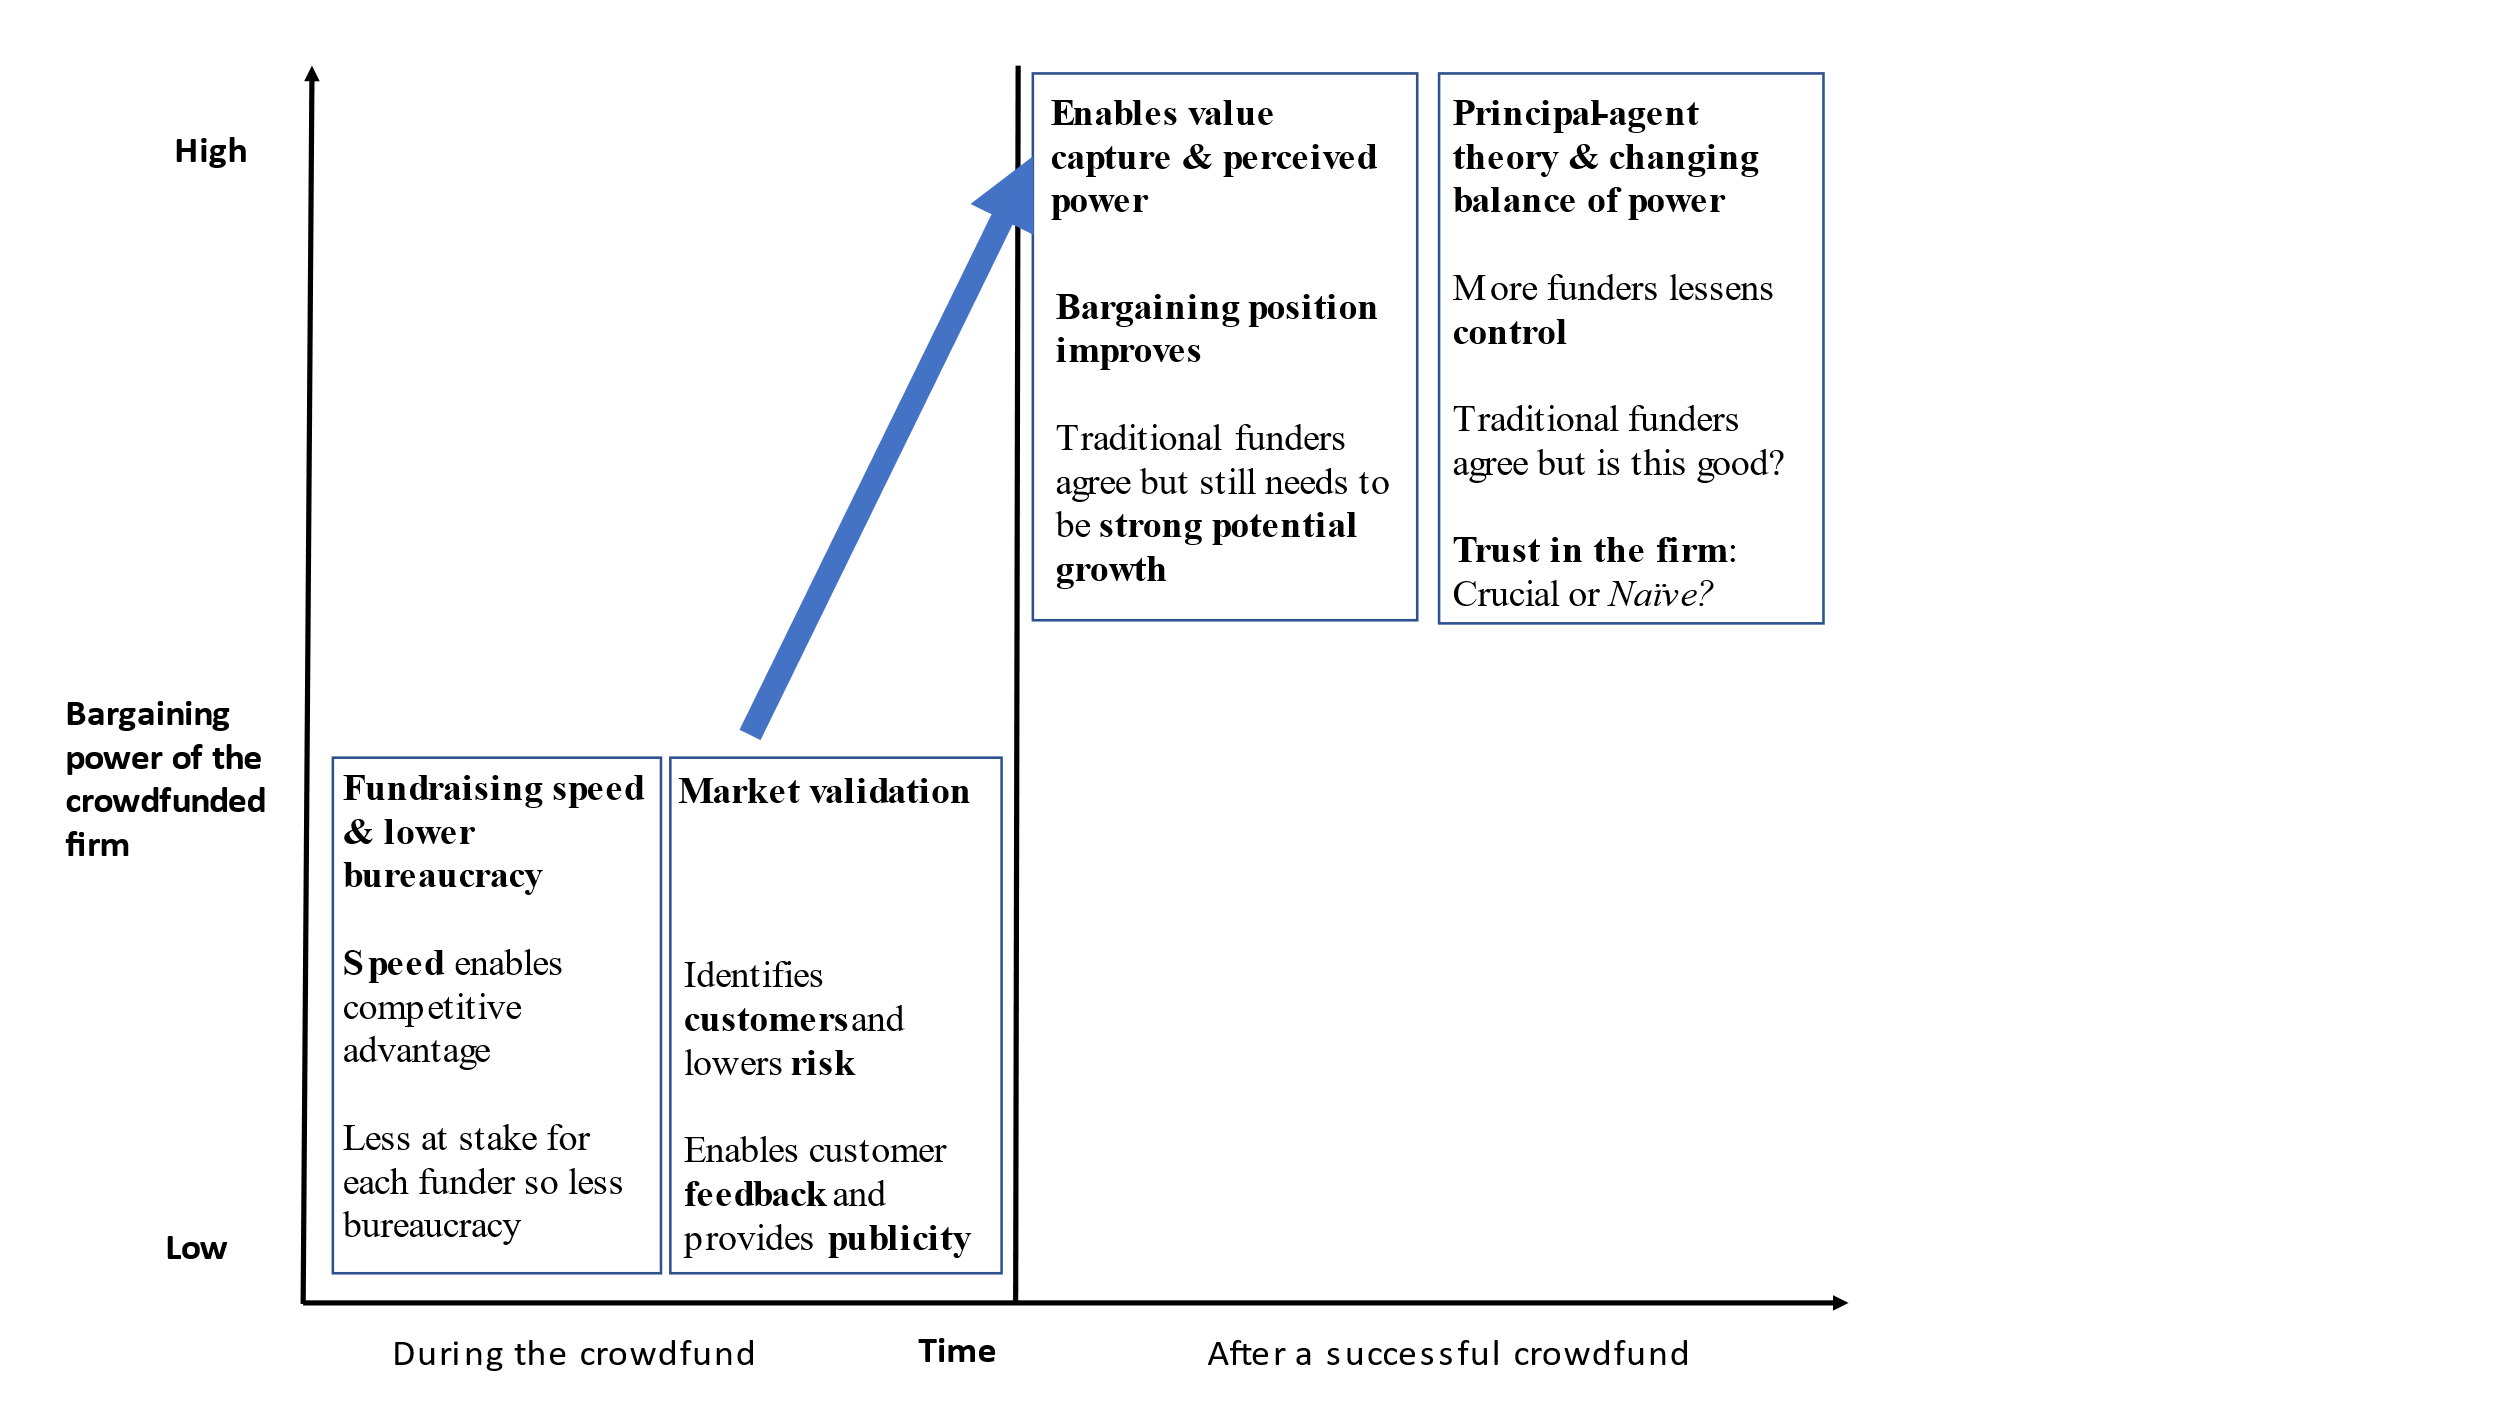 High
Bargaining
power of the
crowdfunded
firm
Low
Enables value
capture & perceived
power
Bargaining position
improves
Traditional funders
agree but still needs to
be strong potential
growth
Principal-agent
theory & changing
balance of power
More funders lessens
control
Traditional funders
agree but is this good?
Trust in the firm:
Crucial or Naïve?
Fundraising speed
& lower
bureaucracy
Speed enables
competitive
advantage
Less at stake for
each funder so less
bureaucracy
Market validation
Identifies
customers and
lowers risk
Enables customer
feedback and
provides publicity
During the crowdfund
Time
After a successful crowdfund